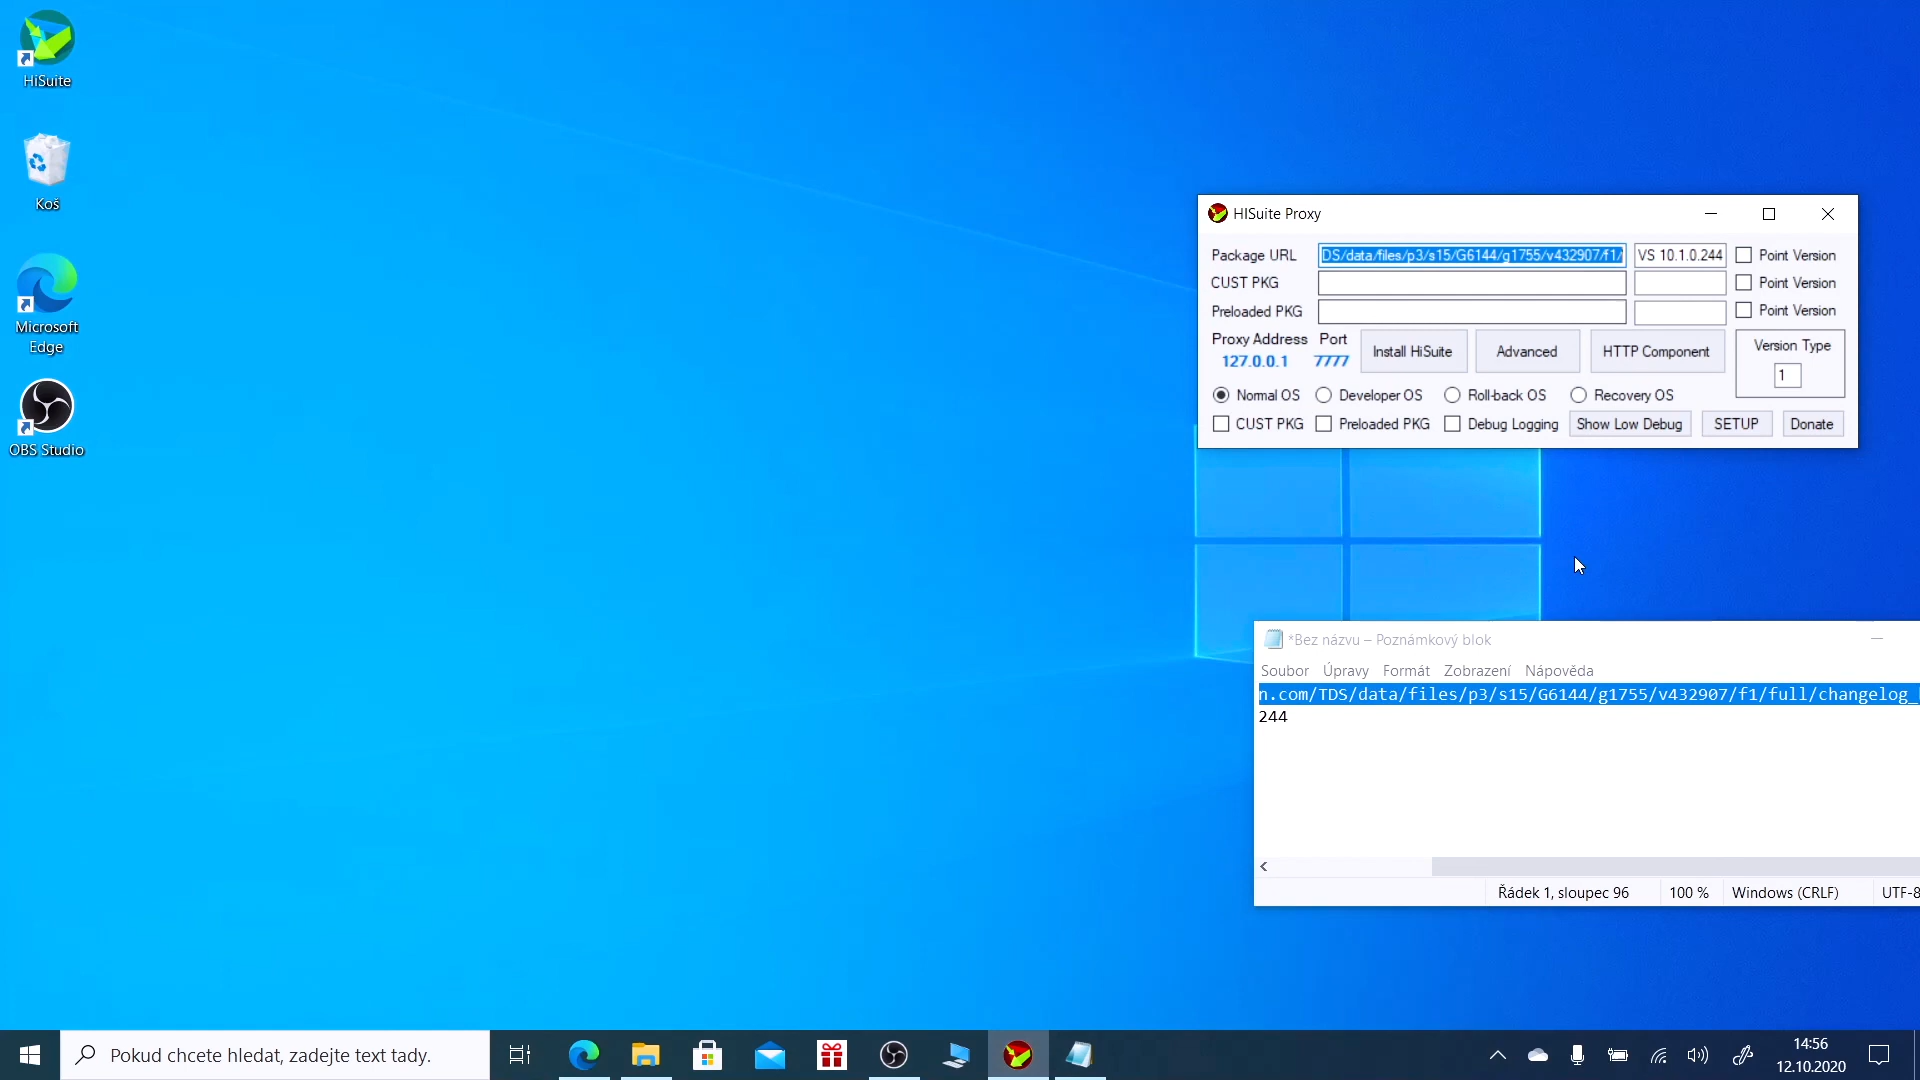 HiSuite
Koš
Microsoft
Edge
OBS Studio
HISuite Proxy
Package URL
DS/data/files/p3/s15/G6144/g1755/v432907/f1/
VS 10.1.0.244
Point Version
CUST PKG
Point Version
Preloaded PKG
Point Version
Proxy Address
127.0.0.1
Port
7777
Install HiSuite
Advanced
HTTP Component
Version Type
1
Normal OS
Developer OS
Roll-back OS
Recovery OS
CUST PKG
Preloaded PKG
Debug Logging
Show Low Debug
SETUP
Donate
*Bez názvu – Poznámkový blok
Soubor Úpravy Formát Zobrazení Nápověda
n.com/TDS/data/files/p3/s15/G6144/g1755/v432907/f1/full/changelog_
244
Řádek 1, sloupec 96
100 %
Windows (CRLF)
UTF-8
Pokud chcete hledat, zadejte text tady.
14:56
12.10.2020